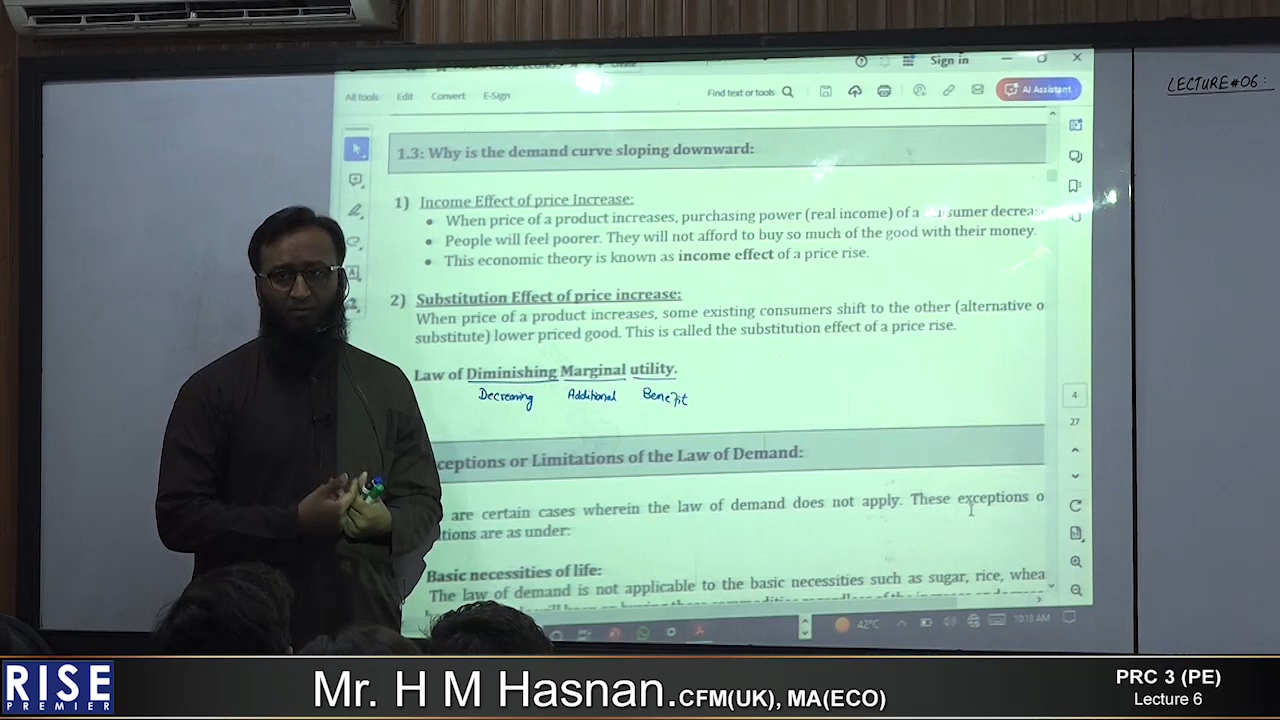 LECTURE#06:
Sign in
All tools Edit Convert E-Sign Find text or tools AI Assistant
1.3: Why is the demand curve sloping downward:
1) Income Effect of price Increase:
• When price of a product increases, purchasing power (real income) of a decreas
• People will feel poorer. They will not afford to buy so much of the good with their money.
• This economic theory is known as income effect of a price rise.
2) Substitution Effect of price increase:
When price of a product increases, some existing consumers shift to the other (alternative o
substitute) lower priced good. This is called the substitution effect of a price rise.
Law of Diminishing Marginal utility.
Decreasing Additional Benefit
4
27
ceptions or Limitations of the Law of Demand:
are certain cases wherein the law of demand does not apply. These exceptions o
tions are as under:
Basic necessities of life:
The law of demand is not applicable to the basic necessities such as sugar, rice, whea
42°C 10:18 AM
RISE
PREMIER
Mr. H M Hasnan.CFM(UK), MA(ECO)
PRC 3 (PE)
Lecture 6